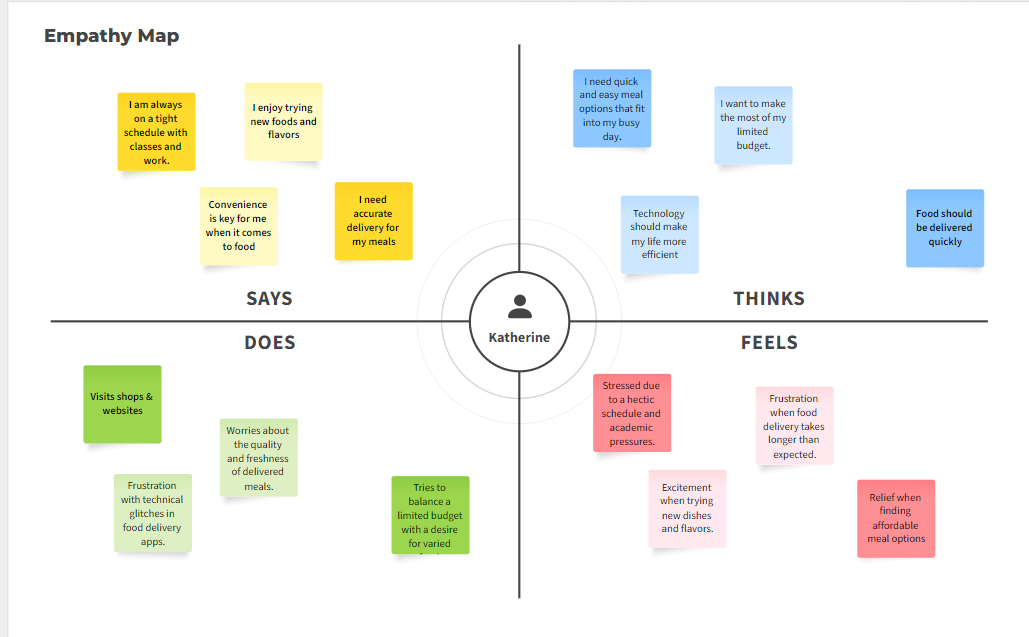 Empathy Map
I am always
on a tight
schedule with
classes and
work.
I enjoy trying
new foods and
flavors
Convenience
is key for me
when it comes
to food
I need
accurate
delivery for
my meals
SAYS
I need quick
and easy meal
options that fit
into my busy
day.
I want to make
the most of my
limited
budget.
Technology
should make
my life more
efficient
Food should
be delivered
quickly
THINKS
Katherine
DOES
Visits shops &
websites
Worries about
the quality
and freshness
of delivered
meals.
Frustration
with technical
glitches in
food delivery
apps.
Tries to
balance a
limited budget
with a desire
for varied
FEELS
Stressed due
to a hectic
schedule and
academic
pressures.
Frustration
when food
delivery takes
longer than
expected.
Excitement
when trying
new dishes
and flavors.
Relief when
finding
affordable
meal options